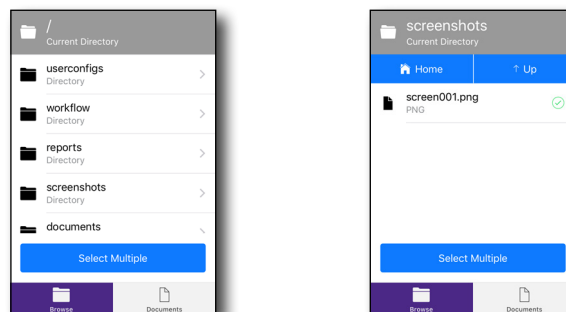 /
Current Directory
userconfigs
Directory
workflow
Directory
reports
Directory
screenshots
Directory
documents
Select Multiple
Browse
Documents
screenshots
Current Directory
Home
↑ Up
screen001.png
PNG
Select Multiple
Browse
Documents